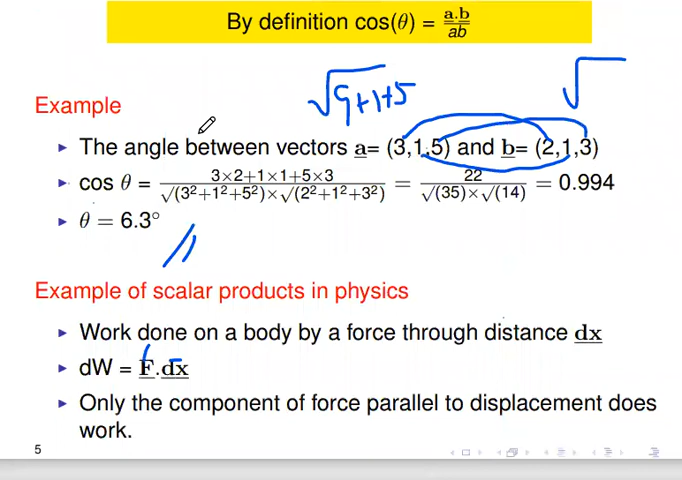 By definition cos(θ) = a.b/ab
√9+1+5
√
Example
▸ The angle between vectors a= (3,1,5) and b= (2,1,3)
▸ cos θ = 3×2+1×1+5×3/√(3²+1²+5²)×√(2²+1²+3²) = 22/√(35)×√(14) = 0.994
▸ θ = 6.3°
Example of scalar products in physics
▸ Work done on a body by a force through distance dx
▸ dW = F.dx
▸ Only the component of force parallel to displacement does
work.
5